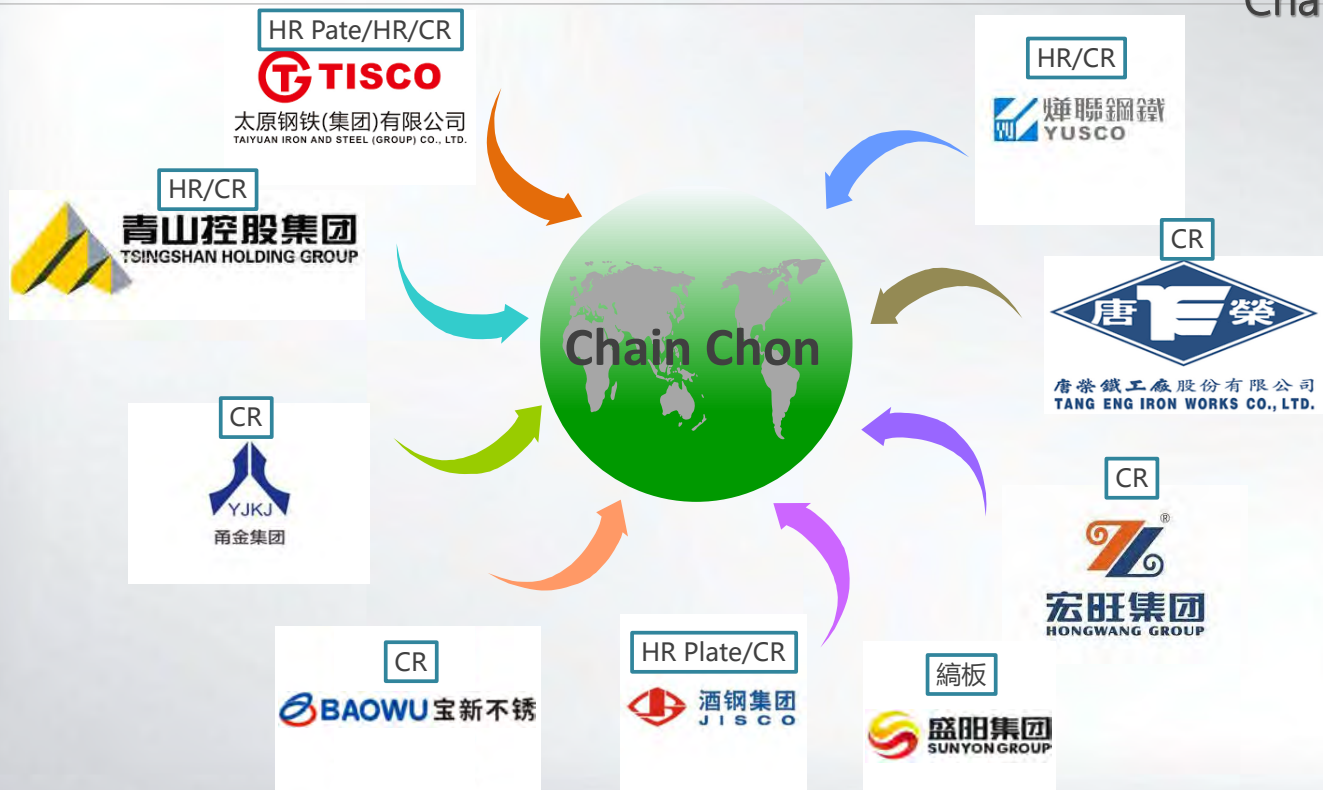 Cha
HR Pate/HR/CR
TISCO
太原钢铁(集团)有限公司
TAIYUAN IRON AND STEEL (GROUP) CO., LTD.
HR/CR
燁聯鋼鐵
YUSCO
HR/CR
青山控股集团
TSINGSHAN HOLDING GROUP
CR
唐榮
唐榮鐵工廠股份有限公司
TANG ENG IRON WORKS CO., LTD.
Chain Chon
CR
YJKJ
甬金集团
CR
®
宏旺集团
HONGWANG GROUP
CR
BAOWU宝新不锈
HR Plate/CR
酒钢集团
JISCO
縞板
盛阳集团
SUNYON GROUP